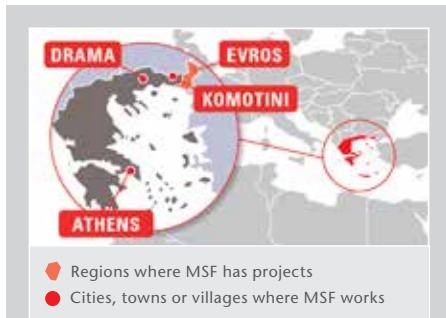 DRAMA
EVROS
KOMOTINI
ATHENS
Regions where MSF has projects
Cities, towns or villages where MSF works